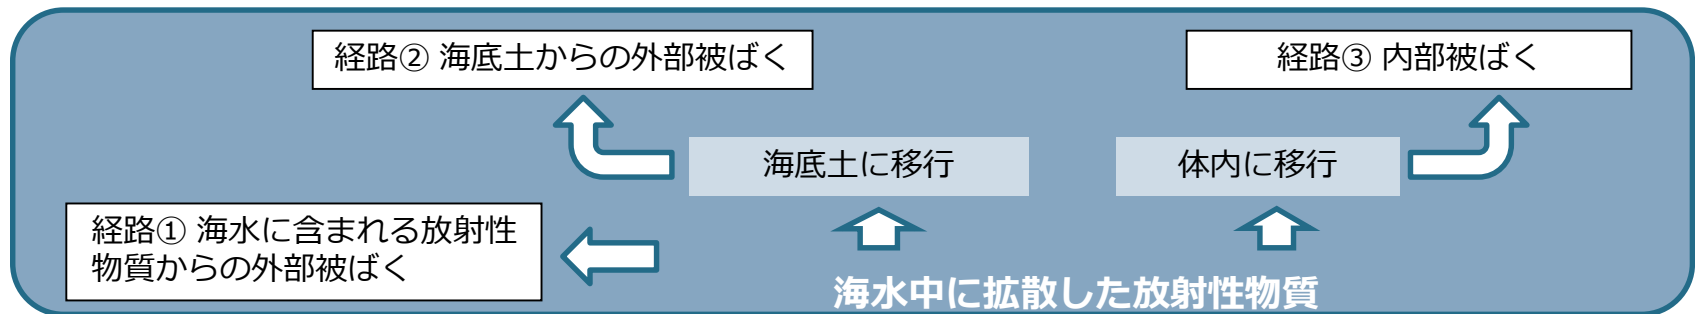 経路② 海底土からの外部被ばく
経路③ 内部被ばく
海底土に移行
体内に移行
経路① 海水に含まれる放射性
物質からの外部被ばく
海水中に拡散した放射性物質